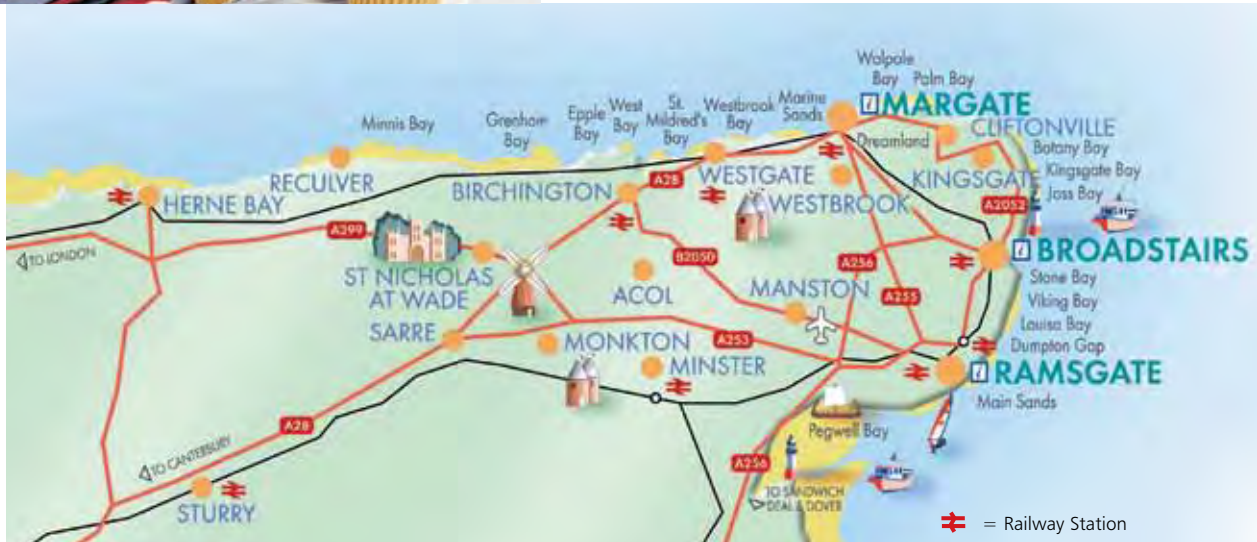 Walpole
Bay
Palm Bay
Minnis Bay
Grenham
Bay
Epple
Bay
West
Bay
St.
Mildred's
Bay
Westbrook
Bay
Marine
Sands
i MARGATE
Dreamland
CLIFTONVILLE
Botany Bay
KINGSGATE
Kingsgate Bay
Joss Bay
A2052
HERNE BAY
RECULVER
BIRCHINGTON
A28
WESTGATE
WESTBROOK
A299
TO LONDON
ST NICHOLAS
AT WADE
B2050
ACOL
MANSTON
A256
A255
i BROADSTAIRS
Stone Bay
Viking Bay
Louisa Bay
Dumpton Gap
SARRE
MONKTON
A253
MINSTER
i RAMSGATE
Main Sands
Pegwell Bay
A28
TO CANTERBURY
STURRY
A256
TO SANDWICH
DEAL & DOVER
= Railway Station